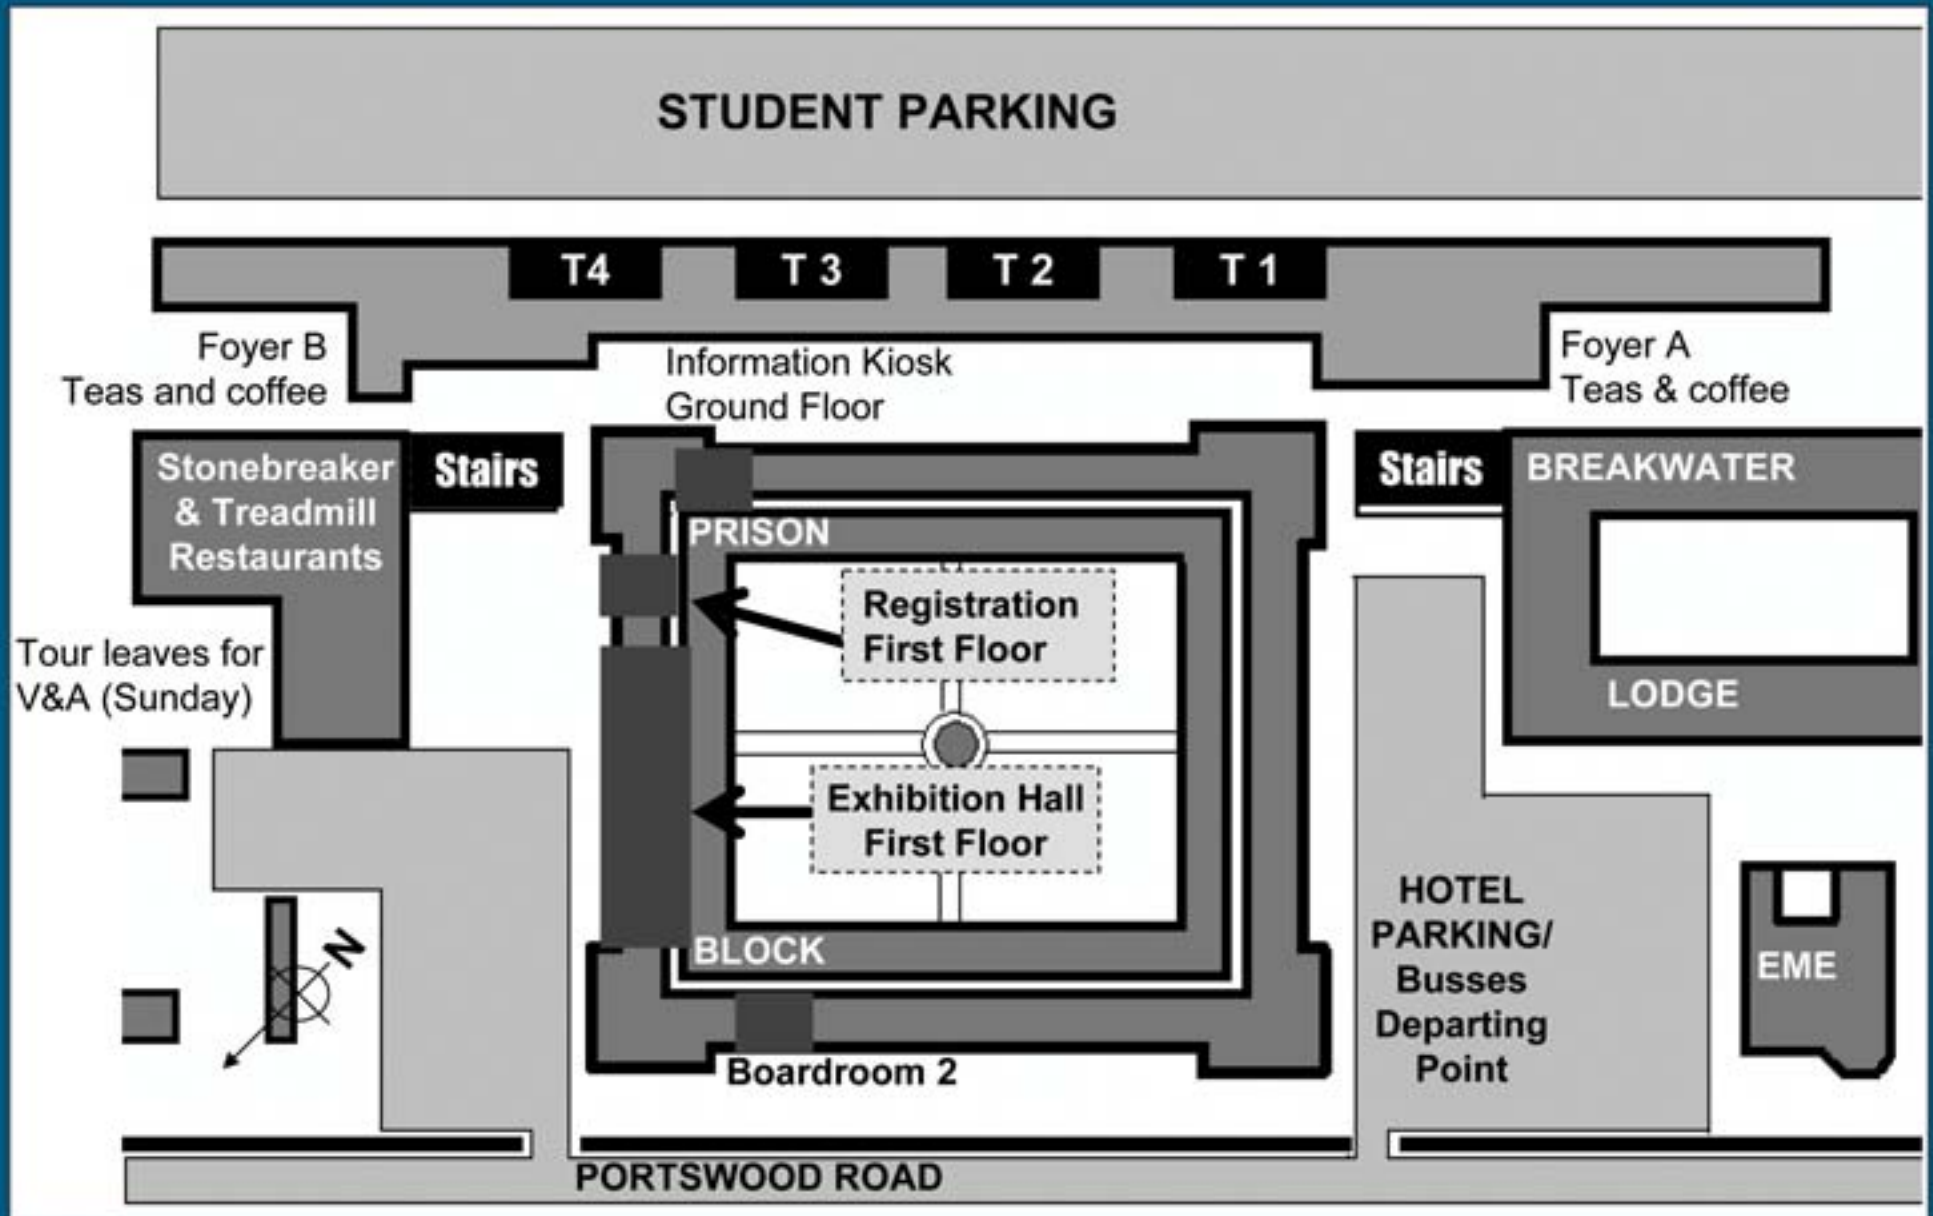 STUDENT PARKING
T4
T 3
T 2
T 1
Foyer B
Teas and coffee
Information Kiosk
Ground Floor
Foyer A
Teas & coffee
Stonebreaker
& Treadmill
Restaurants
Stairs
Stairs
BREAKWATER
LODGE
PRISON
Registration
First Floor
Tour leaves for
V&A (Sunday)
Exhibition Hall
First Floor
HOTEL
PARKING/
Busses
Departing
Point
EME
BLOCK
N
Boardroom 2
PORTSWOOD ROAD